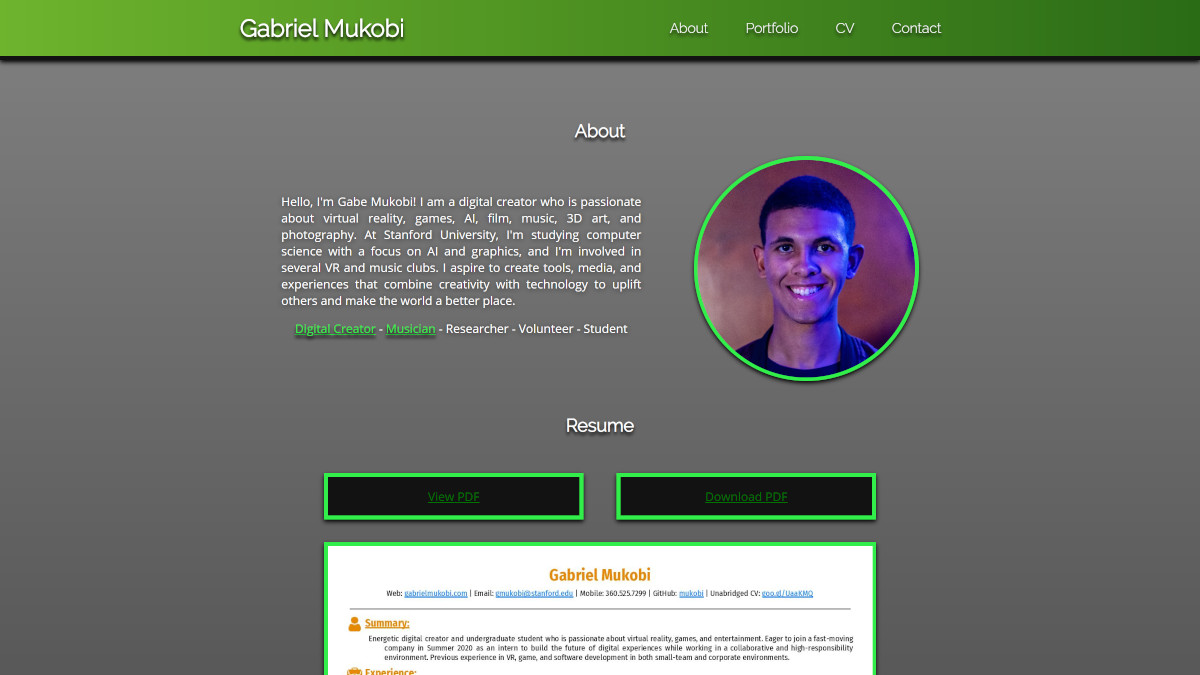 Gabriel Mukobi
About Portfolio CV Contact
About
Hello, I'm Gabe Mukobi! I am a digital creator who is passionate
about virtual reality, games, AI, film, music, 3D art, and
photography. At Stanford University, I'm studying computer
science with a focus on AI and graphics, and I'm involved in
several VR and music clubs. I aspire to create tools, media, and
experiences that combine creativity with technology to uplift
others and make the world a better place.
Digital Creator - Musician - Researcher - Volunteer - Student
Resume
View PDF
Download PDF
Gabriel Mukobi
Web: gabrielmukobi.com | Email: gmukobi@stanford.edu | Mobile: 360.525.7299 | GitHub: mukobi | Unabridged CV: goo.gl/UaaKMQ
Summary:
Energetic digital creator and undergraduate student who is passionate about virtual reality, games, and entertainment. Eager to join a fast-moving
company in Summer 2020 as an intern to build the future of digital experiences while working in a collaborative and high-responsibility
environment. Previous experience in VR, game, and software development in both small-team and corporate environments.
Experience: